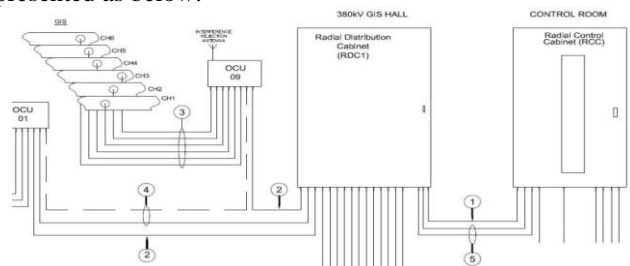 presented as below.
GIS
CH6
CH5
CH4
CH3
CH2
CH1
INTERFERENCE
REJECTION
ANTENNA
OCU
09
OCU
01
3
4
2
2
380kV GIS HALL
Radial Distribution
Cabinet
(RDC1)
1
5
CONTROL ROOM
Radial Control
Cabinet (RCC)